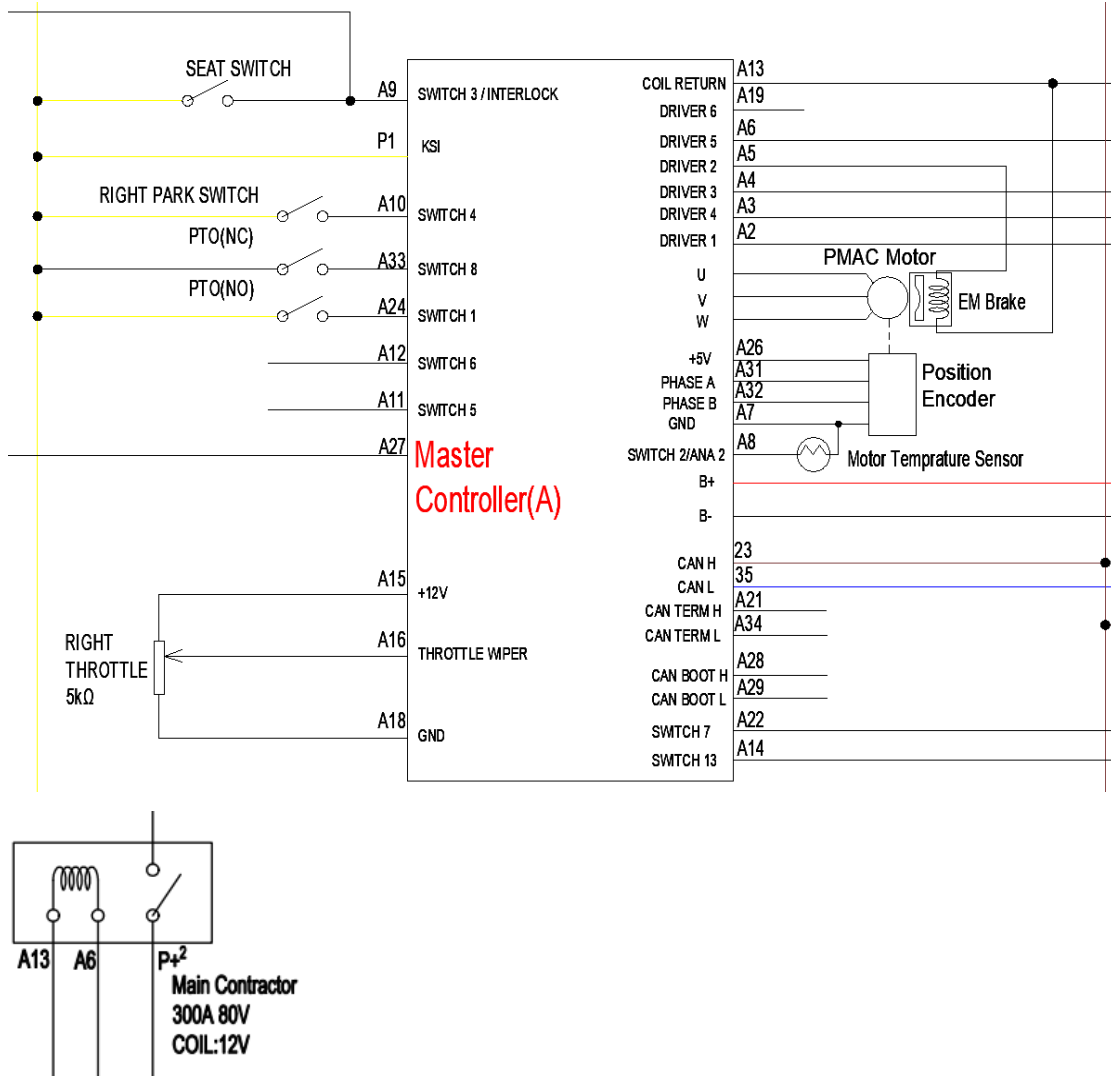 SEAT SWITCH
A9
SWITCH 3 / INTERLOCK
P1
KSI
RIGHT PARK SWITCH
A10
SWITCH 4
PTO(NC)
A33
SWITCH 8
PTO(NO)
A24
SWITCH 1
A12
SWITCH 6
A11
SWITCH 5
A27
Master
Controller(A)
A15
+12V
RIGHT
THROTTLE
5kΩ
A16
THROTTLE WIPER
A18
GND
COIL RETURN
A13
DRIVER 6
A19
DRIVER 5
A6
DRIVER 2
A5
DRIVER 3
A4
DRIVER 4
A3
DRIVER 1
A2
PMAC Motor
U
V
W
EM Brake
+5V
A26
PHASE A
A31
PHASE B
A32
GND
A7
Position
Encoder
SWITCH 2/ANA 2
A8
Motor Temprature Sensor
B+
B-
CAN H
23
CAN L
35
CAN TERM H
A21
CAN TERM L
A34
CAN BOOT H
A28
CAN BOOT L
A29
SWITCH 7
A22
SWITCH 13
A14
A13
A6
P+2
Main Contractor
300A 80V
COIL:12V